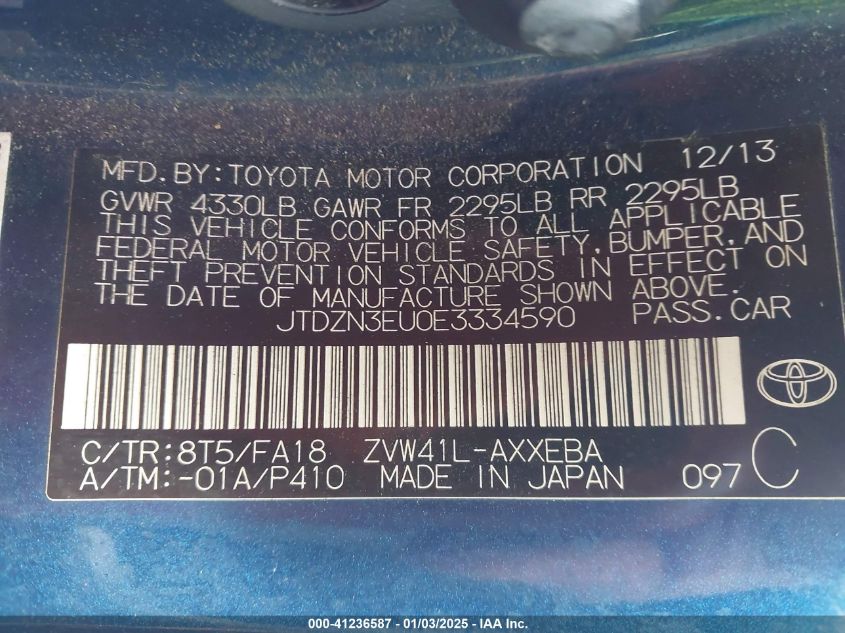 MFD.BY:TOYOTA MOTOR CORPORATION 12/13
GVWR 4330LB GAWR FR 2295LB RR 2295LB
THIS VEHICLE CONFORMS TO ALL APPLICABLE
FEDERAL MOTOR VEHICLE SAFETY,BUMPER,AND
THEFT PREVENTION STANDARDS IN EFFECT ON
THE DATE OF MANUFACTURE SHOWN ABOVE.
JTDZN3EU0E3334590 PASS.CAR
C/TR:8T5/FA18 ZVW41L-AXXEBA
A/TM:-01A/P410 MADE IN JAPAN 097 C
000-41236587 - 01/03/2025 - IAA Inc.